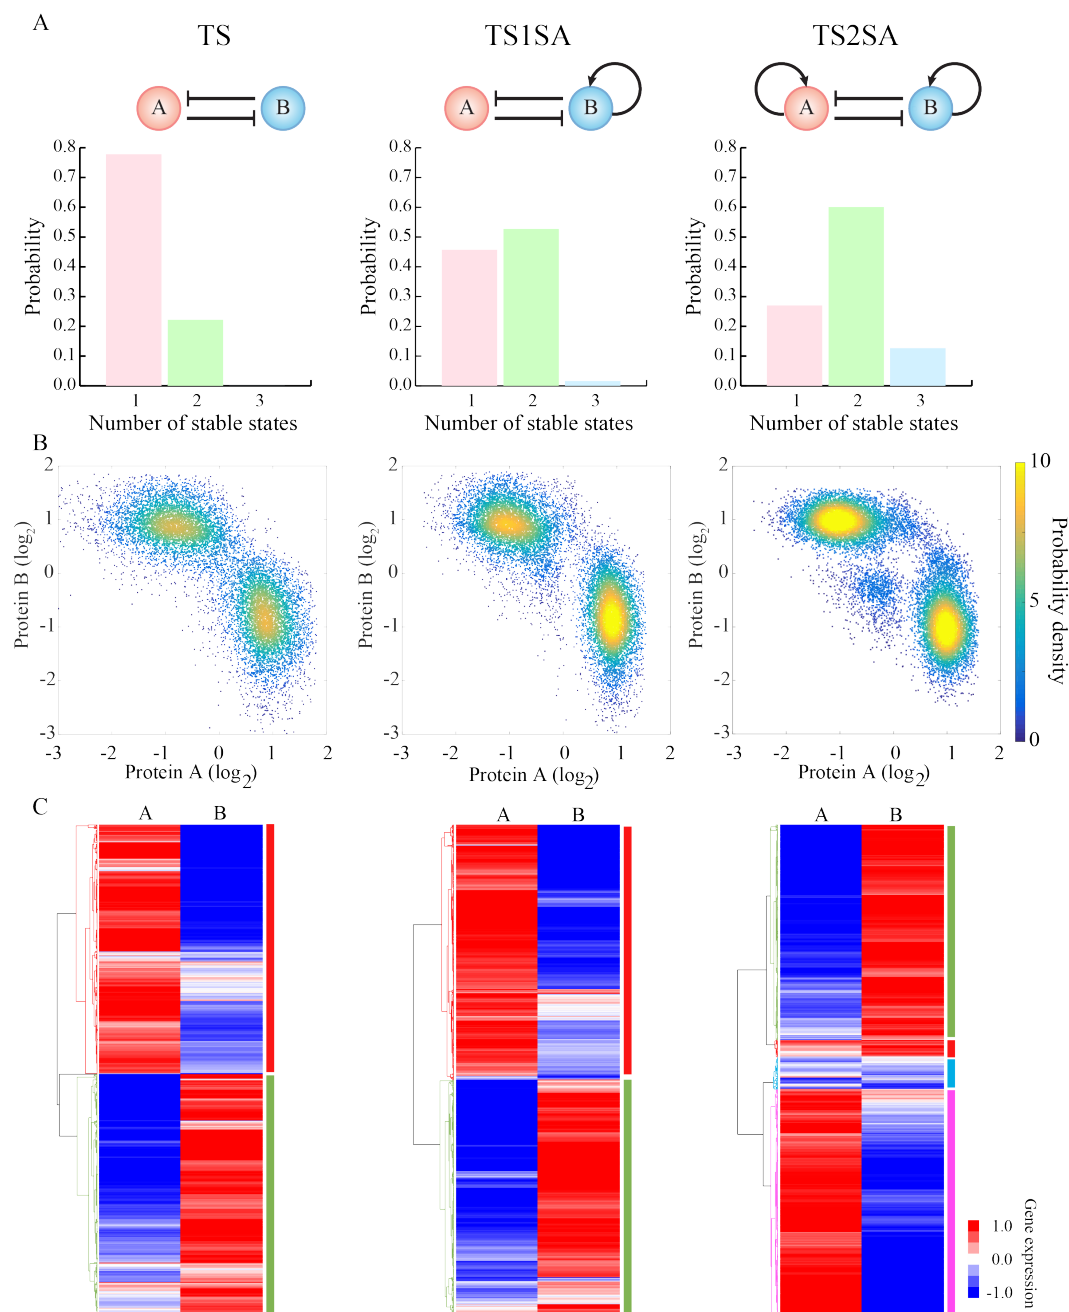 A
TS TS1SA TS2SA
A B A B A B
0.8 0.8 0.8
0.7 0.7 0.7
0.6 0.6 0.6
0.5 0.5 0.5
0.4 0.4 0.4
0.3 0.3 0.3
0.2 0.2 0.2
0.1 0.1 0.1
0.0 0.0 0.0
Probability Probability Probability
1 2 3 1 2 3 1 2 3
Number of stable states Number of stable states Number of stable states
B
2 2 2 10
1 1 1
0 0 0
5
-1 -1 -1
-2 -2 -2
-3 -3 -3 0
Protein B (log2) Protein B (log2) Protein B (log2) Probability density
-3 -2 -1 0 1 2 -3 -2 -1 0 1 2 -3 -2 -1 0 1 2
Protein A (log2) Protein A (log2) Protein A (log2)
C
A B A B A B
Gene expression
1.0
0.0
-1.0